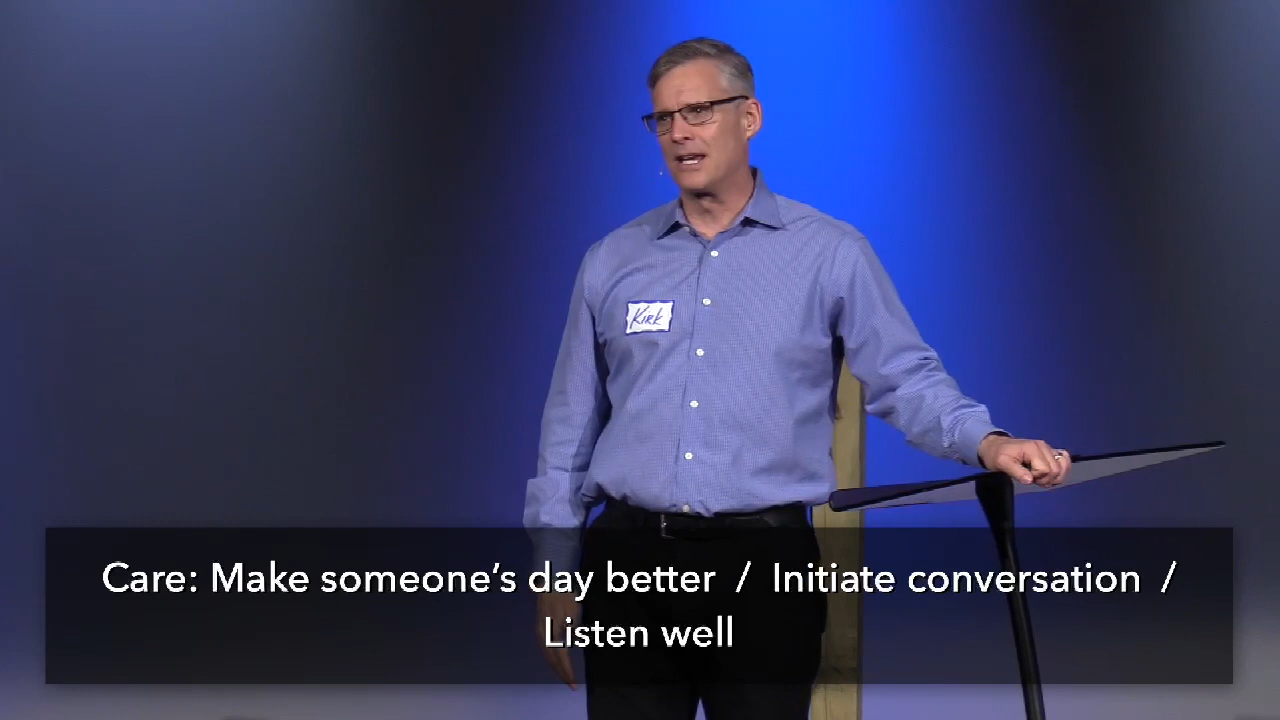 Kirk
Care: Make someone’s day better / Initiate conversation /
Listen well